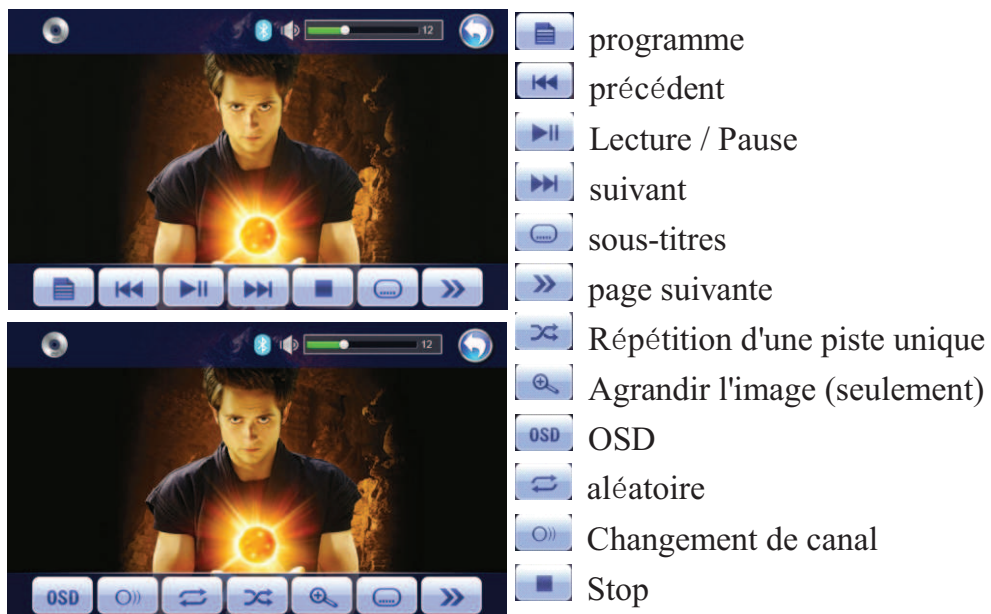 12
OSD
12
programme
précédent
Lecture / Pause
suivant
sous-titres
page suivante
Répétition d'une piste unique
Agrandir l'image (seulement)
OSD OSD
aléatoire
Changement de canal
Stop